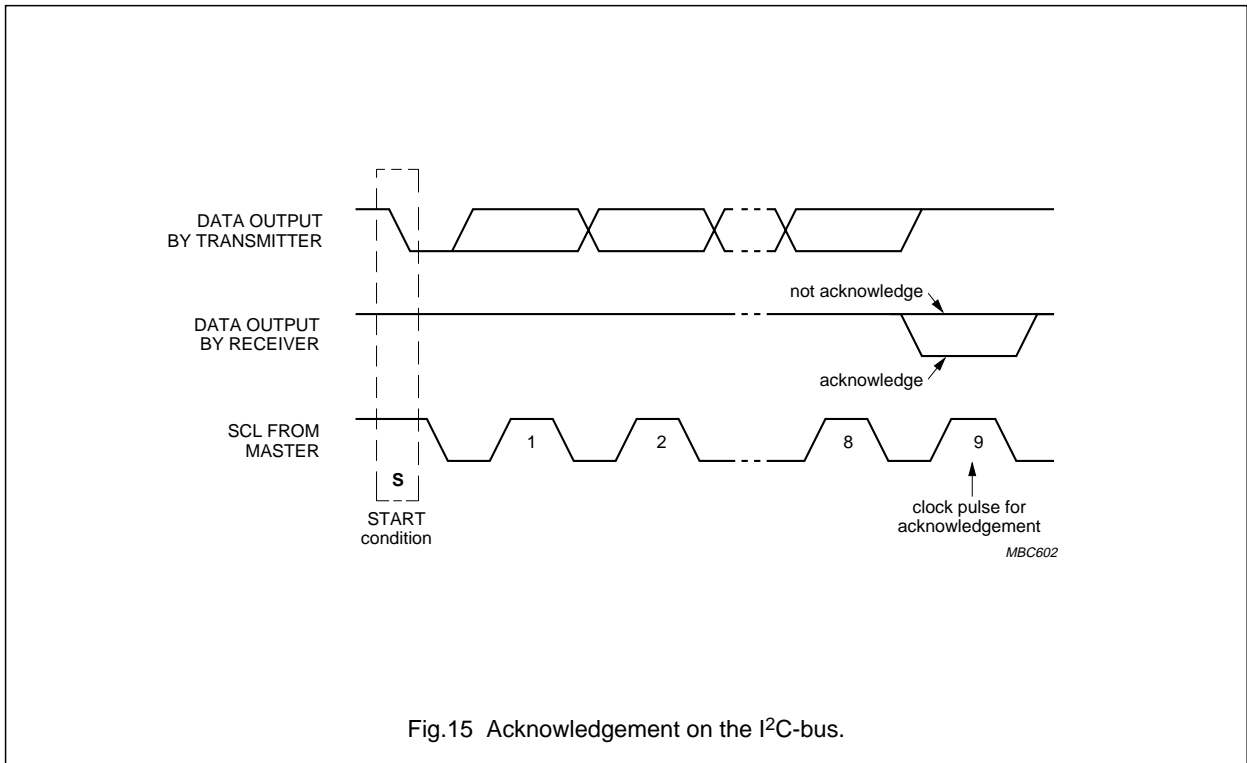 DATA OUTPUT
BY TRANSMITTER
not acknowledge
DATA OUTPUT
BY RECEIVER
acknowledge
SCL FROM
MASTER
1
2
8
9
S
START
condition
clock pulse for
acknowledgement
MBC602
Fig.15 Acknowledgement on the I²C-bus.